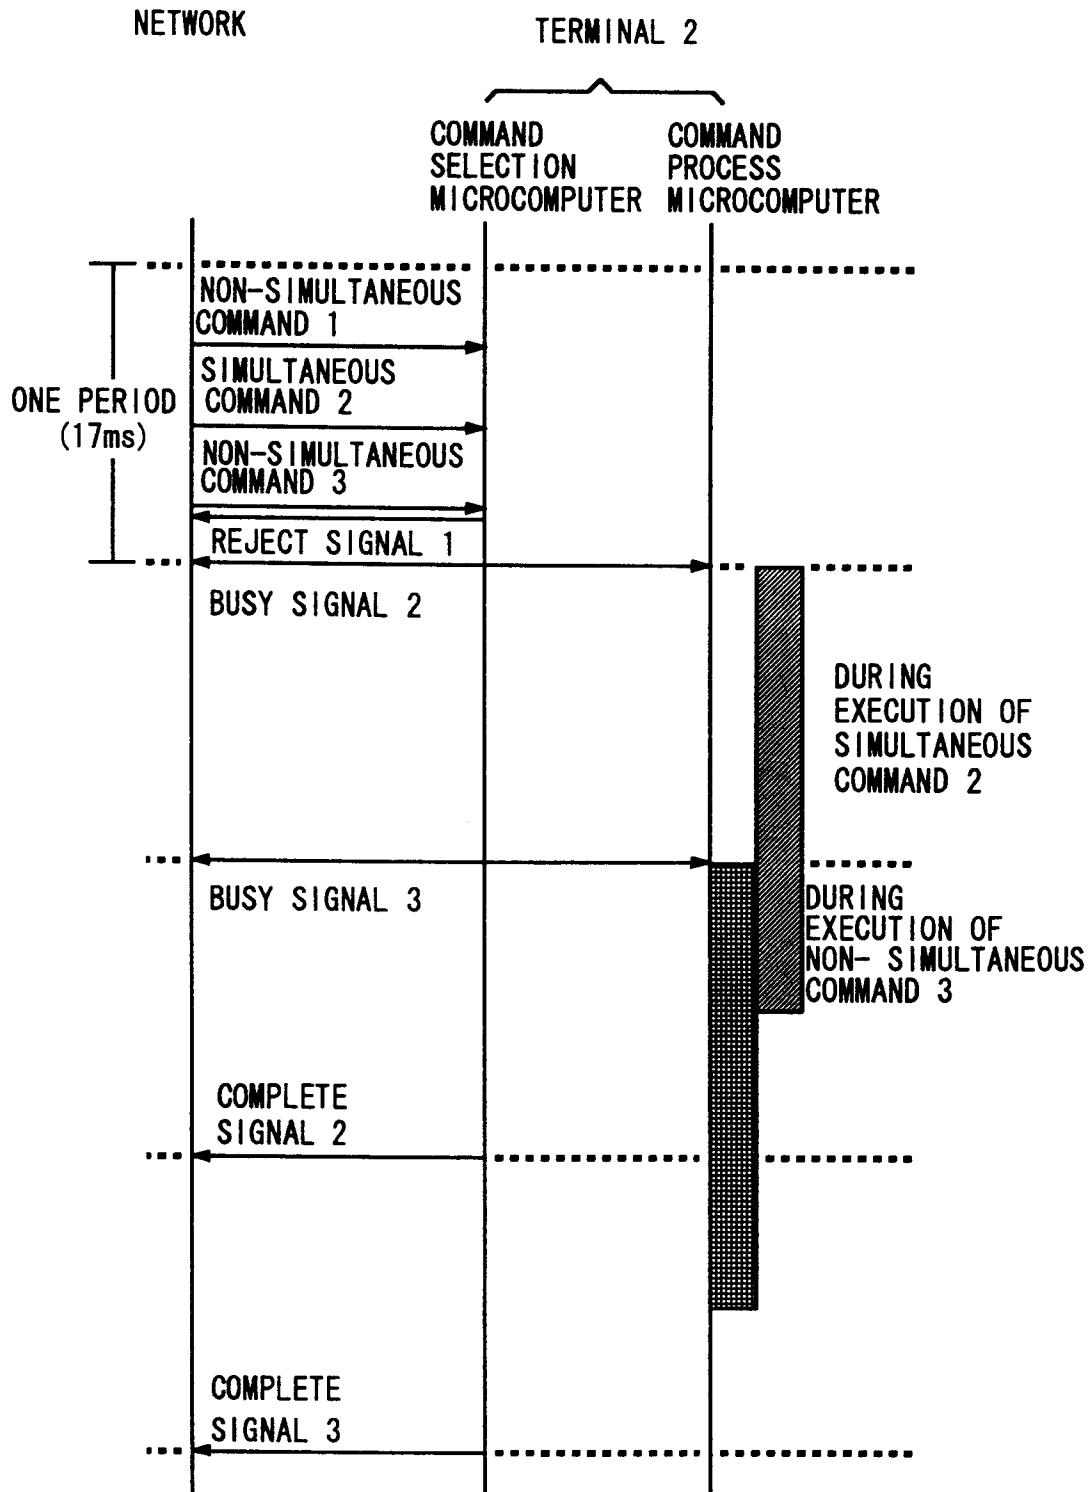 NETWORK
TERMINAL 2
COMMAND
SELECTION
MICROCOMPUTER
COMMAND
PROCESS
MICROCOMPUTER
NON-SIMULTANEOUS
COMMAND 1
SIMULTANEOUS
COMMAND 2
ONE PERIOD
(17ms)
NON-SIMULTANEOUS
COMMAND 3
REJECT SIGNAL 1
BUSY SIGNAL 2
DURING
EXECUTION OF
SIMULTANEOUS
COMMAND 2
BUSY SIGNAL 3
DURING
EXECUTION OF
NON- SIMULTANEOUS
COMMAND 3
COMPLETE
SIGNAL 2
COMPLETE
SIGNAL 3